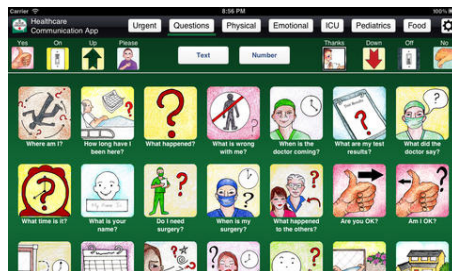 Carrier 8:56 PM 100%
Healthcare
Communication App
Urgent Questions Physical Emotional ICU Pediatrics Food
Yes On Up Please Thanks Down Off No
Text Number
Where am I? How long have I been here? What happened? What is wrong with me? When is the doctor coming? What are my test results? What did the doctor say?
What time is it? What is your name? Do I need surgery? When is my surgery? What happened to the others? Are you OK? Am I OK?